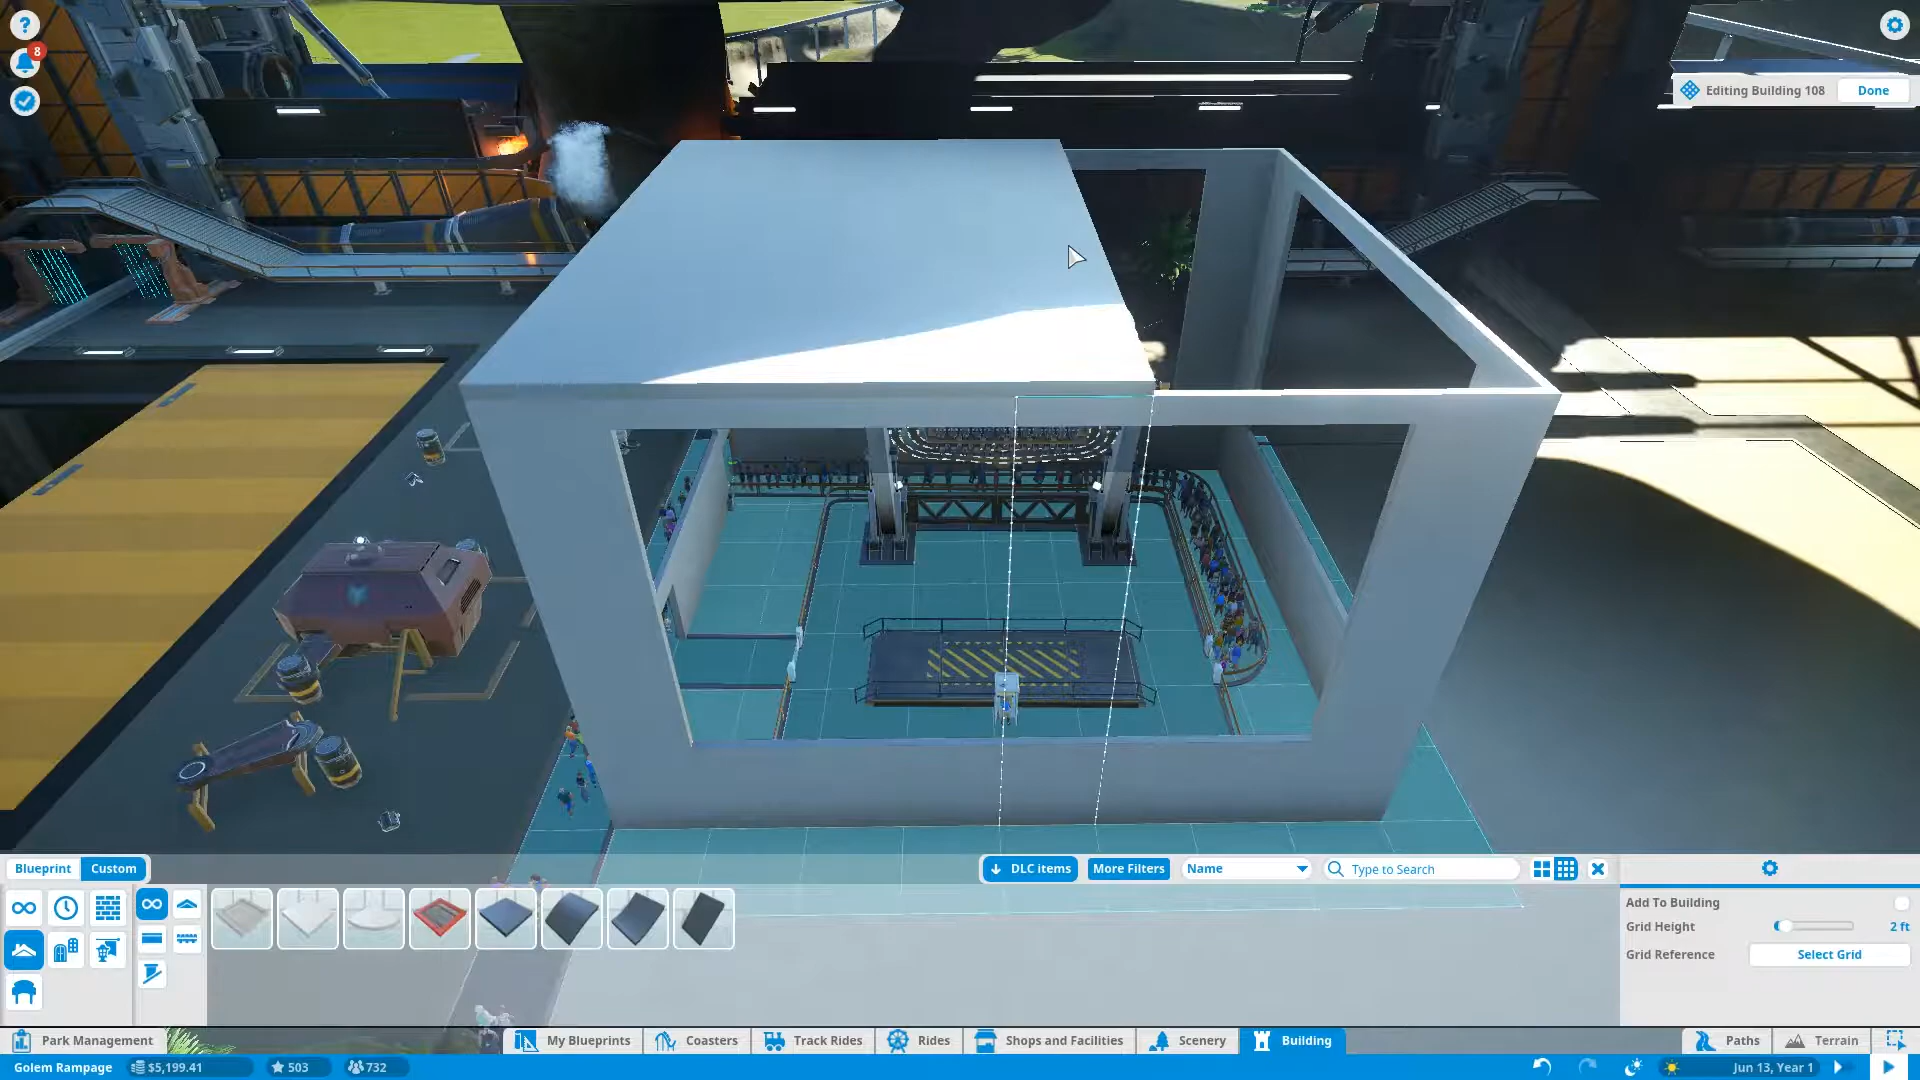 ?
8
Editing Building 108
Done
Blueprint
Custom
DLC items
More Filters
Name
Type to Search
Add To Building
Grid Height
2 ft
Grid Reference
Select Grid
Park Management
My Blueprints
Coasters
Track Rides
Rides
Shops and Facilities
Scenery
Building
Paths
Terrain
Golem Rampage
$5,199.41
503
732
Jun 13, Year 1